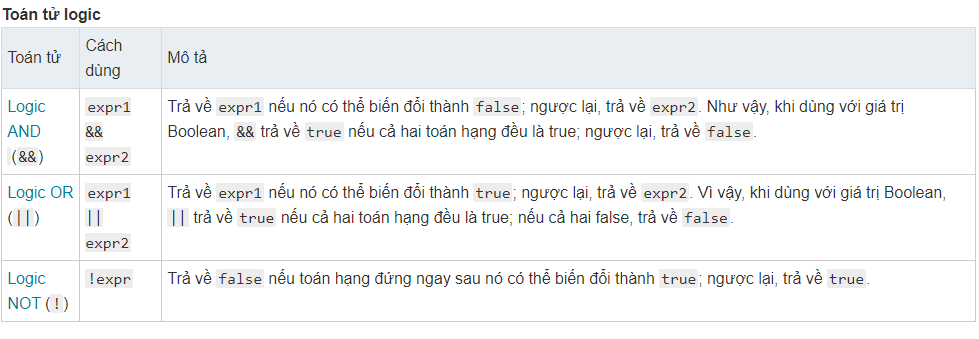 Toán tử logic
Toán tử
Cách
dùng
Mô tả
Logic
AND
(&&)
expr1
&&
expr2
Trả về expr1 nếu nó có thể biến đổi thành false; ngược lại, trả về expr2. Như vậy, khi dùng với giá trị
Boolean, && trả về true nếu cả hai toán hạng đều là true; ngược lại, trả về false.
Logic OR
(||)
expr1
||
expr2
Trả về expr1 nếu nó có thể biến đổi thành true; ngược lại, trả về expr2. Vì vậy, khi dùng với giá trị Boolean,
|| trả về true nếu cả hai toán hạng đều là true; nếu cả hai false, trả về false.
Logic
NOT (!)
!expr
Trả về false nếu toán hạng đứng ngay sau nó có thể biến đổi thành true; ngược lại, trả về true.